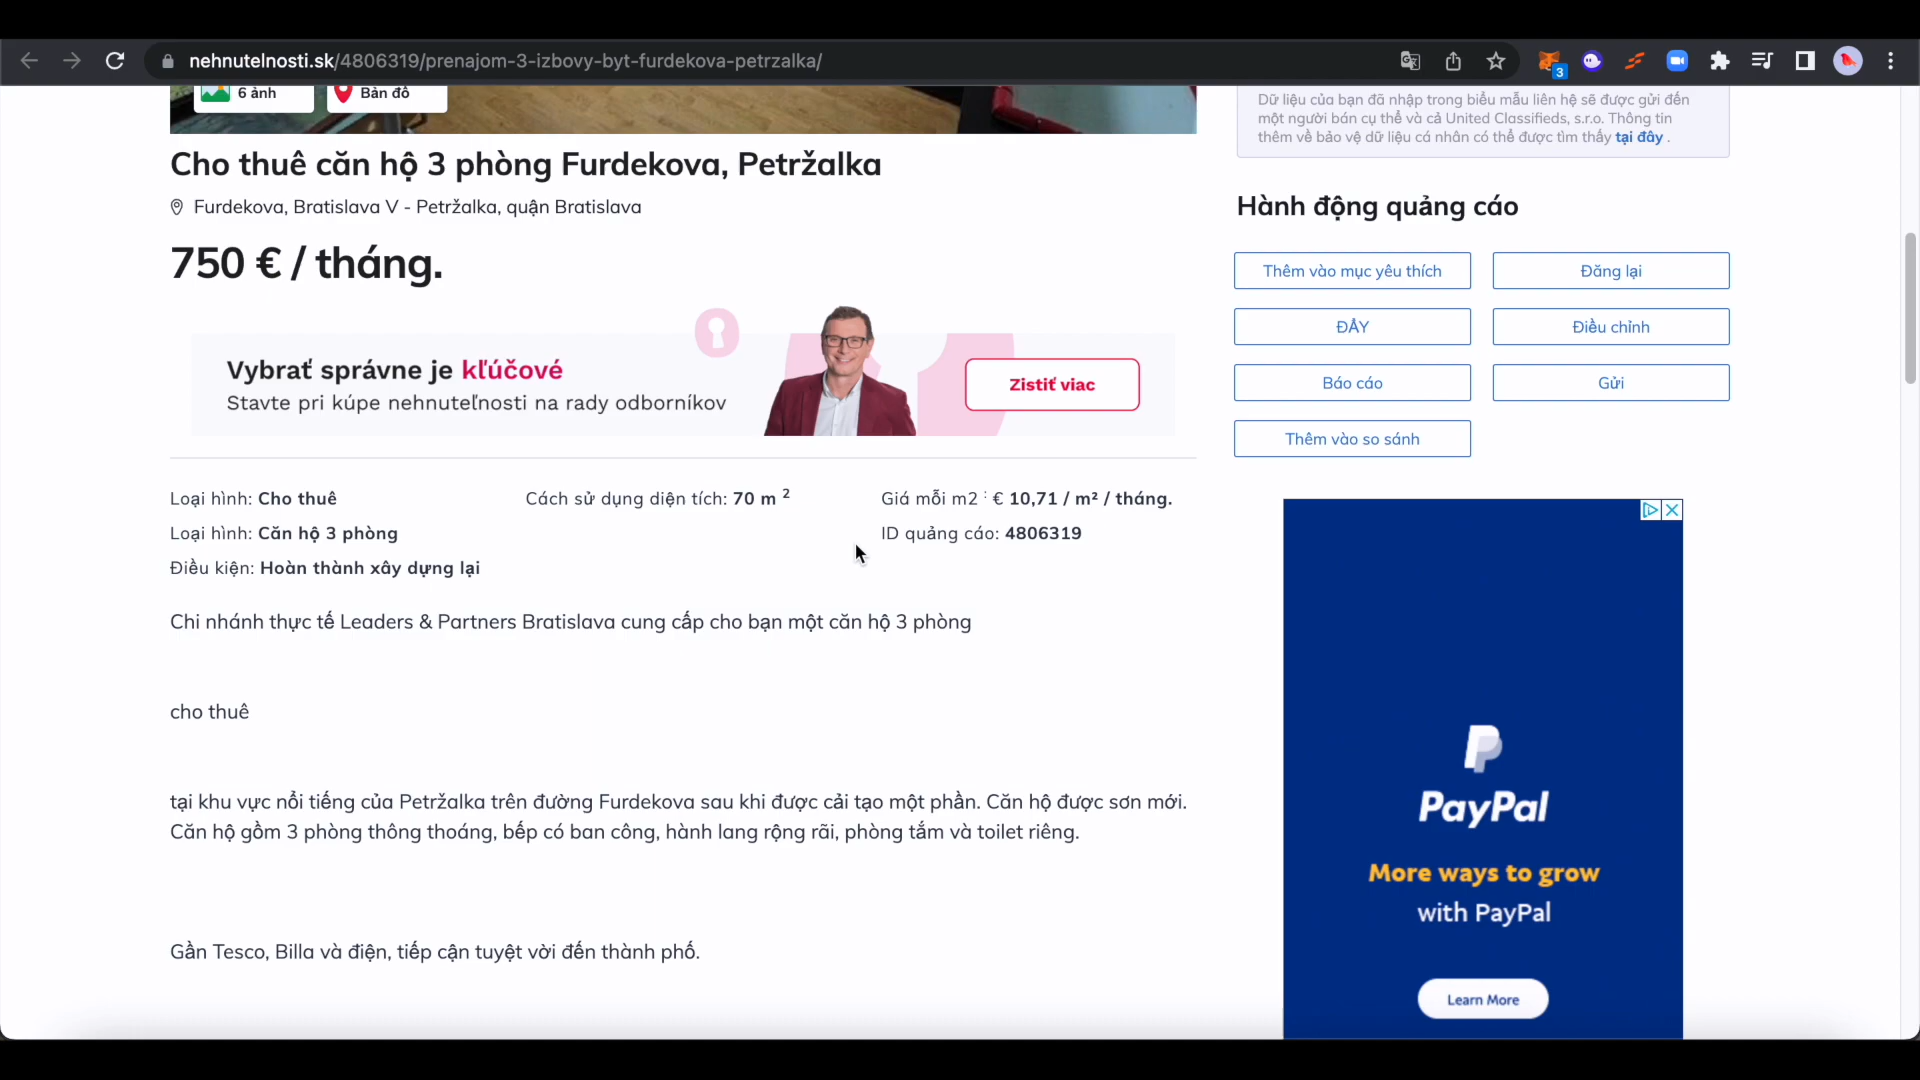 nehnutelnosti.sk/4806319/prenajom-3-izbovy-byt-furdekova-petrzalka/
3
6 ảnh
Bản đồ
Cho thuê căn hộ 3 phòng Furdekova, Petržalka
Furdekova, Bratislava V - Petržalka, quận Bratislava
750 € / tháng.
Vybrať správne je kľúčové
Stavte pri kúpe nehnuteľnosti na rady odborníkov
Zistiť viac
Loại hình: Cho thuê
Cách sử dụng diện tích: 70 m 2
Giá mỗi m2 : € 10,71 / m² / tháng.
Loại hình: Căn hộ 3 phòng
ID quảng cáo: 4806319
Điều kiện: Hoàn thành xây dựng lại
Chi nhánh thực tế Leaders & Partners Bratislava cung cấp cho bạn một căn hộ 3 phòng
cho thuê
tại khu vực nổi tiếng của Petržalka trên đường Furdekova sau khi được cải tạo một phần. Căn hộ được sơn mới.
Căn hộ gồm 3 phòng thông thoáng, bếp có ban công, hành lang rộng rãi, phòng tắm và toilet riêng.
Gần Tesco, Billa và điện, tiếp cận tuyệt vời đến thành phố.
Dữ liệu của bạn đã nhập trong biểu mẫu liên hệ sẽ được gửi đến
một người bán cụ thể và cả United Classifieds, s.r.o. Thông tin
thêm về bảo vệ dữ liệu cá nhân có thể được tìm thấy tại đây .
Hành động quảng cáo
Thêm vào mục yêu thích
Đăng lại
ĐẨY
Điều chỉnh
Báo cáo
Gửi
Thêm vào so sánh
PayPal
More ways to grow
with PayPal
Learn More